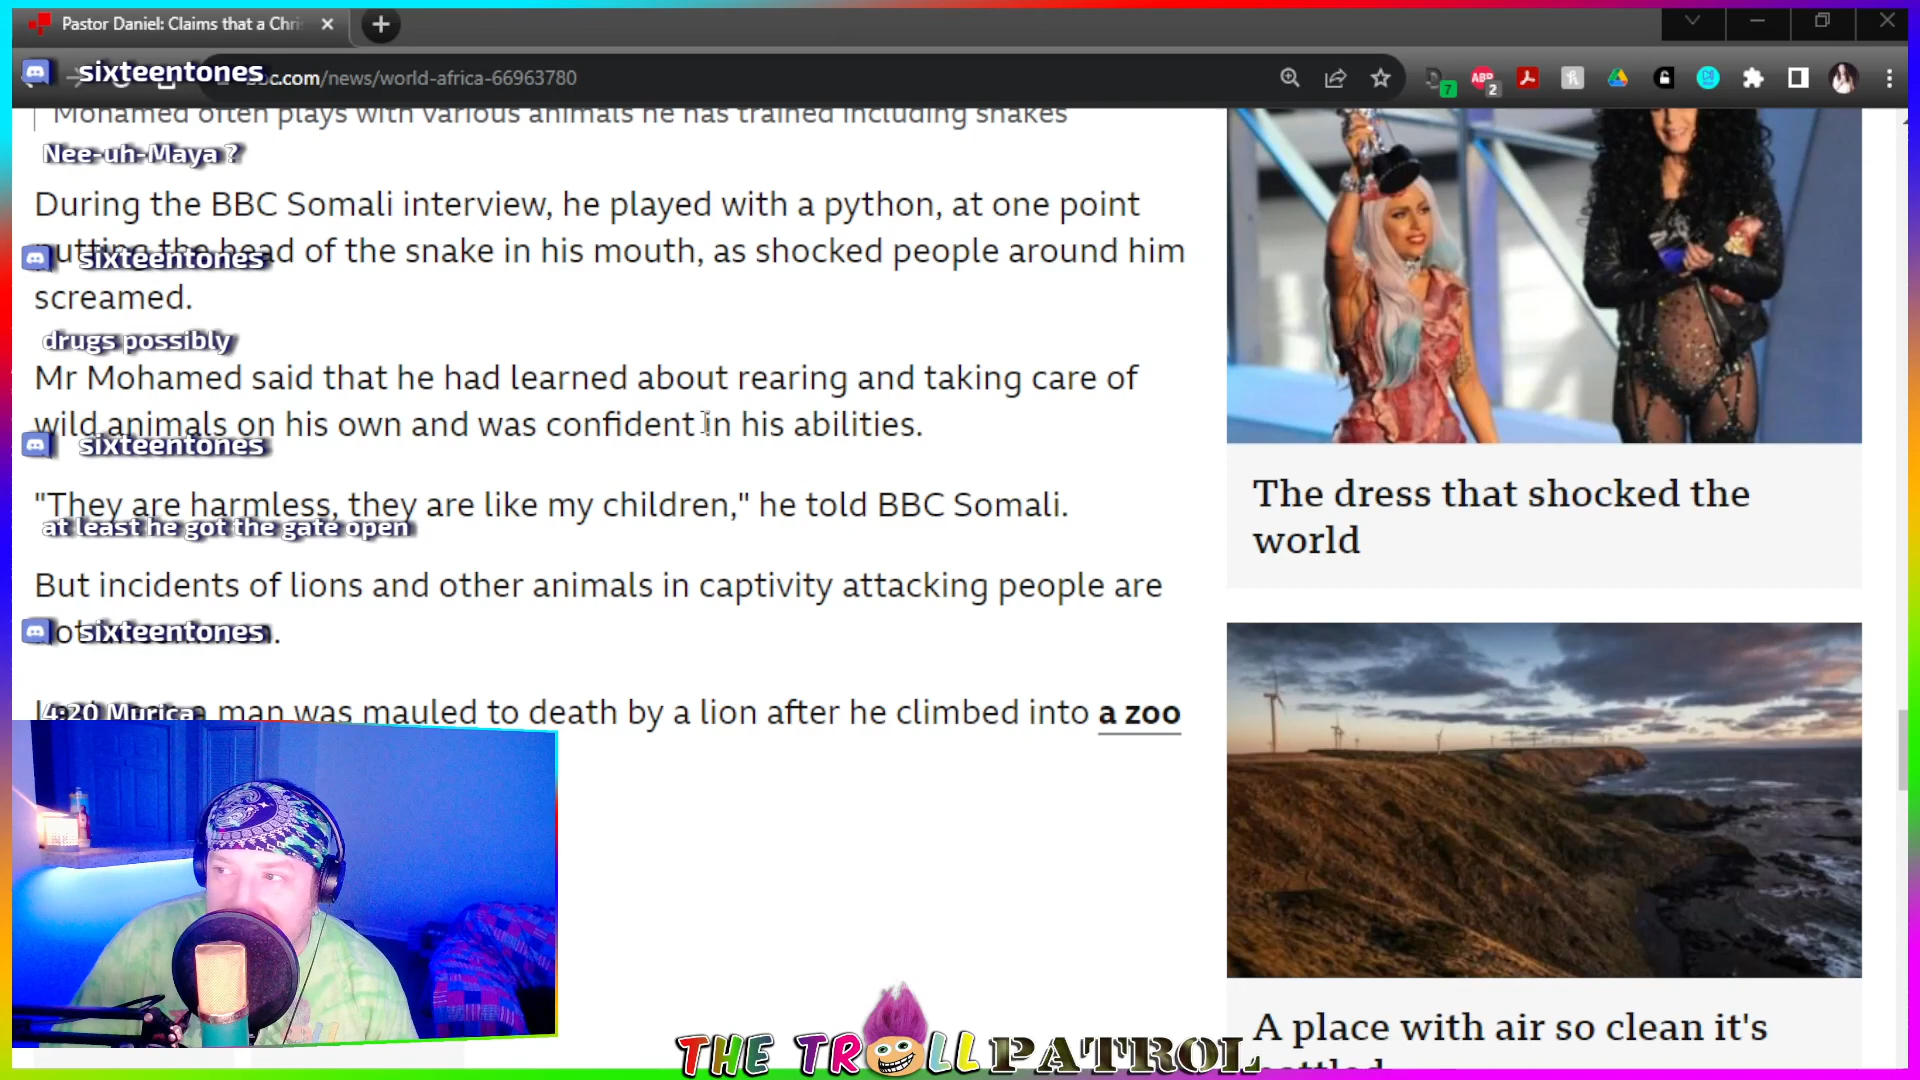 Pastor Daniel: Claims that a Chris
sixteentones
c.com/news/world-africa-66963780
ABP
2
7
Mohamed often plays with various animals he has trained including snakes
Nee-uh-Maya ?
During the BBC Somali interview, he played with a python, at one point
putting the head of the snake in his mouth, as shocked people around him
sixteentones
screamed.
drugs possibly
Mr Mohamed said that he had learned about rearing and taking care of
wild animals on his own and was confident in his abilities.
sixteentones
"They are harmless, they are like my children," he told BBC Somali.
at least he got the gate open
But incidents of lions and other animals in captivity attacking people are
sixteentones
4:20 Murica
man was mauled to death by a lion after he climbed into a zoo
The dress that shocked the
world
A place with air so clean it's
THE TROLL PATROL